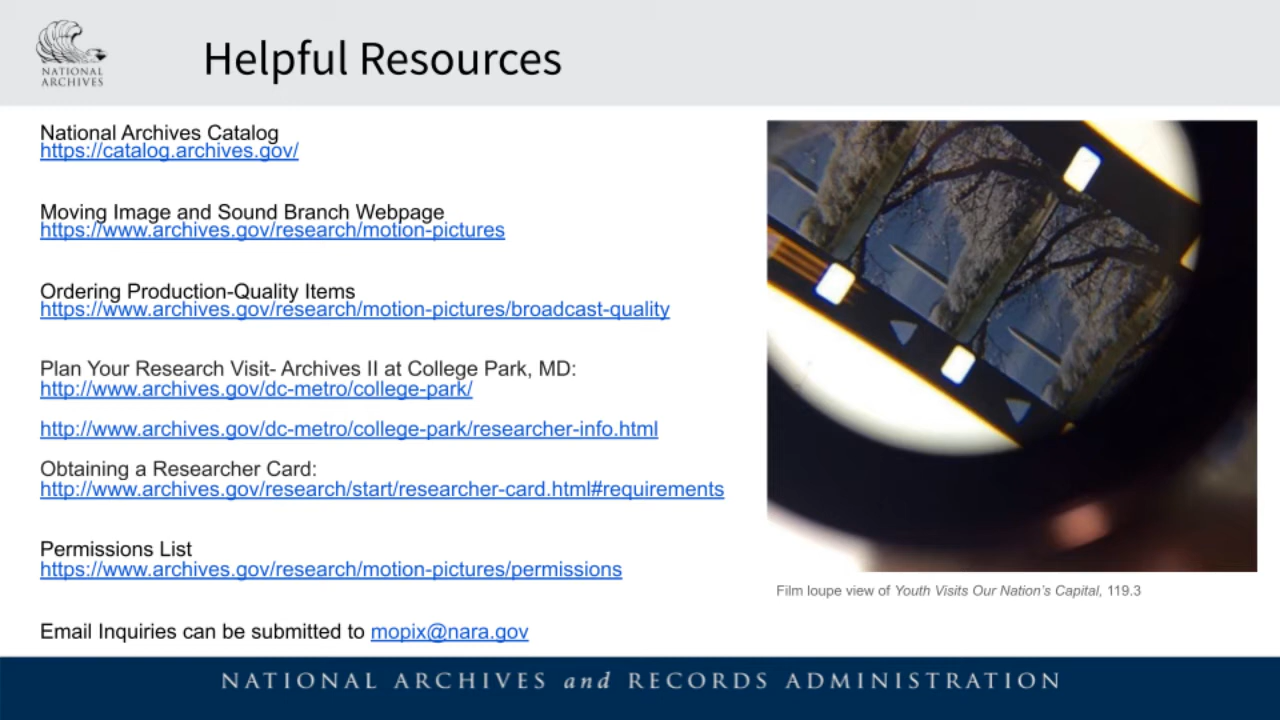 NATIONAL
ARCHIVES
Helpful Resources
National Archives Catalog
https://catalog.archives.gov/
Moving Image and Sound Branch Webpage
https://www.archives.gov/research/motion-pictures
Ordering Production-Quality Items
https://www.archives.gov/research/motion-pictures/broadcast-quality
Plan Your Research Visit- Archives II at College Park, MD:
http://www.archives.gov/dc-metro/college-park/
http://www.archives.gov/dc-metro/college-park/researcher-info.html
Obtaining a Researcher Card:
http://www.archives.gov/research/start/researcher-card.html#requirements
Permissions List
https://www.archives.gov/research/motion-pictures/permissions
Email Inquiries can be submitted to mopix@nara.gov
Film loupe view of Youth Visits Our Nation's Capital, 119.3
NATIONAL ARCHIVES and RECORDS ADMINISTRATION